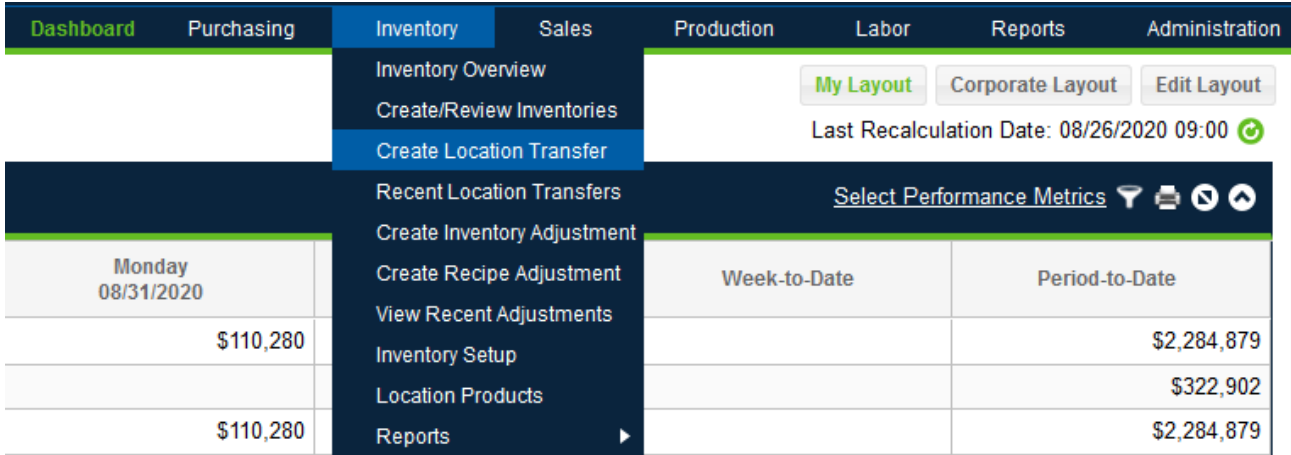 Dashboard Purchasing Inventory Sales Production Labor Reports Administration
Inventory Overview
Create/Review Inventories
Create Location Transfer
Recent Location Transfers
Create Inventory Adjustment
Create Recipe Adjustment
View Recent Adjustments
Inventory Setup
Location Products
Reports
My Layout Corporate Layout Edit Layout
Last Recalculation Date: 08/26/2020 09:00
Select Performance Metrics
Monday
08/31/2020
Week-to-Date Period-to-Date
$110,280 $2,284,879
$322,902
$110,280 $2,284,879